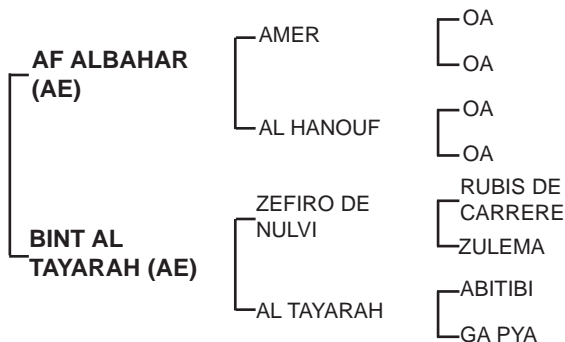 AF ALBAHAR
(AE)
BINT AL
TAYARAH (AE)
AMER
AL HANOUF
ZEFIRO DE
NULVI
AL TAYARAH
OA
OA
OA
OA
RUBIS DE
CARRERE
ZULEMA
ABITIBI
GA PYA